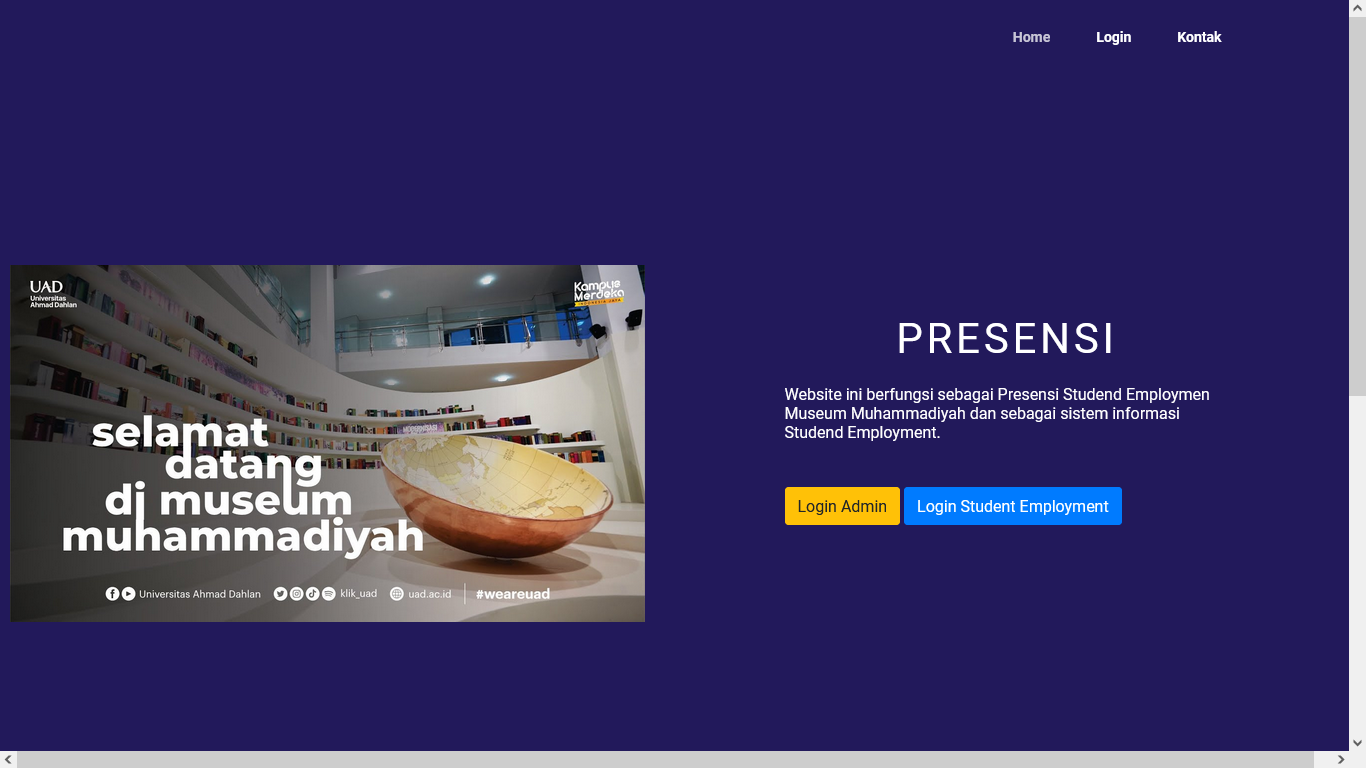 Home Login Kontak
UAD
Universitas
Ahmad Dahlan
Kampus
Merdeka
INDONESIA JAYA
selamat
datang
di museum
muhammadiyah
Universitas Ahmad Dahlan klik_uad uad.ac.id #weareuad
PRESENSI
Website ini berfungsi sebagai Presensi Studend Employmen
Museum Muhammadiyah dan sebagai sistem informasi
Studend Employment.
Login Admin Login Student Employment